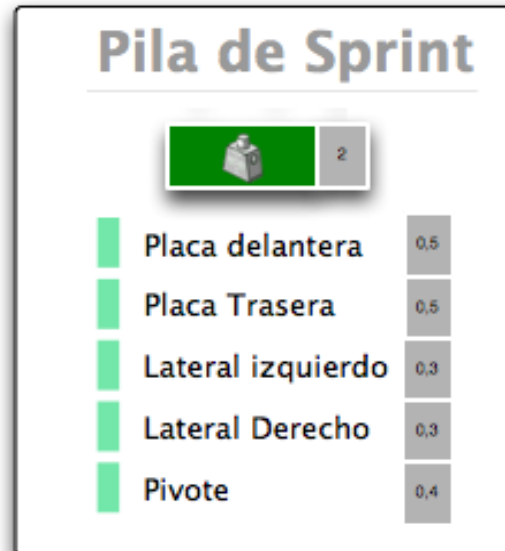 Pila de Sprint
2
Placa delantera 0,5
Placa Trasera 0,5
Lateral izquierdo 0,3
Lateral Derecho 0,3
Pivote 0,4